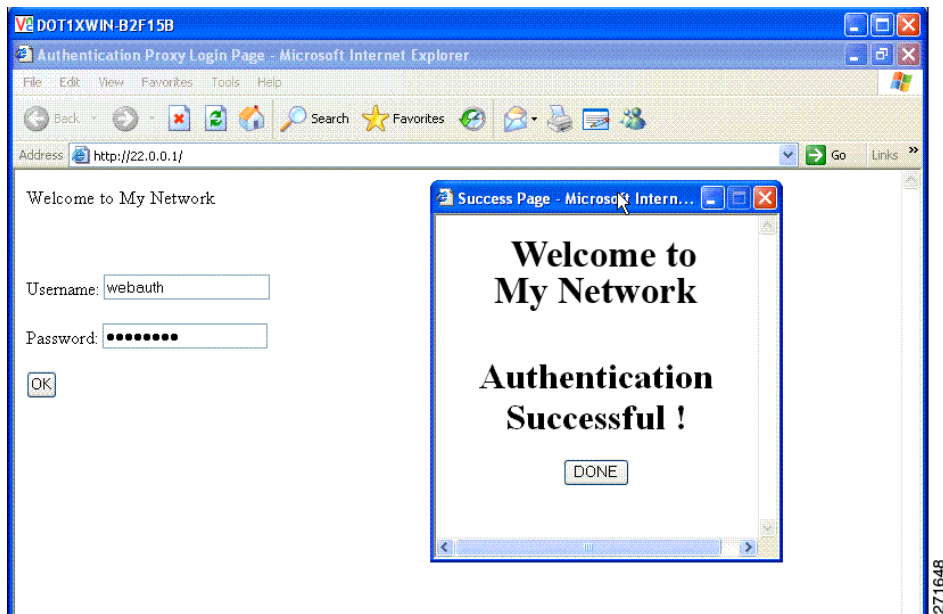 DOT1XWIN-B2F15B
Authentication Proxy Login Page - Microsoft Internet Explorer
File Edit View Favorites Tools Help
Back Search Favorites
Address http://22.0.0.1/ Go Links »
Welcome to My Network
Username: webauth
Password: ●●●●●●●●
OK
Success Page - Microsoft Intern...
Welcome to
My Network
Authentication
Successful !
DONE
271648